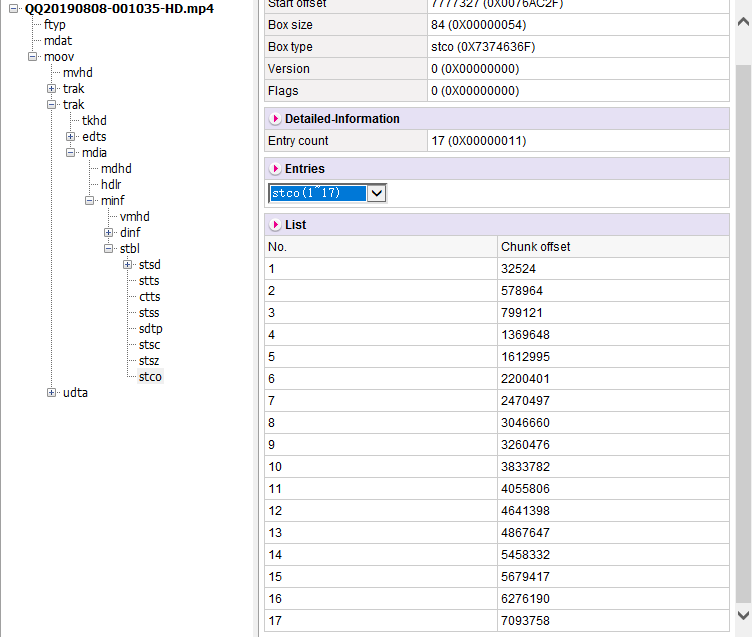 QQ20190808-001035-HD.mp4
ftyp
mdat
moov
mvhd
trak
trak
tkhd
edts
mdia
mdhd
hdlr
minf
vmhd
dinf
stbl
stsd
stts
ctts
stss
sdtp
stsc
stsz
stco
udta
Start offset 7777327 (0X0076AC2F)
Box size 84 (0X00000054)
Box type stco (0X7374636F)
Version 0 (0X00000000)
Flags 0 (0X00000000)
Detailed-Information
Entry count 17 (0X00000011)
Entries
stco(1~17)
List
No. Chunk offset
1 32524
2 578964
3 799121
4 1369648
5 1612995
6 2200401
7 2470497
8 3046660
9 3260476
10 3833782
11 4055806
12 4641398
13 4867647
14 5458332
15 5679417
16 6276190
17 7093758